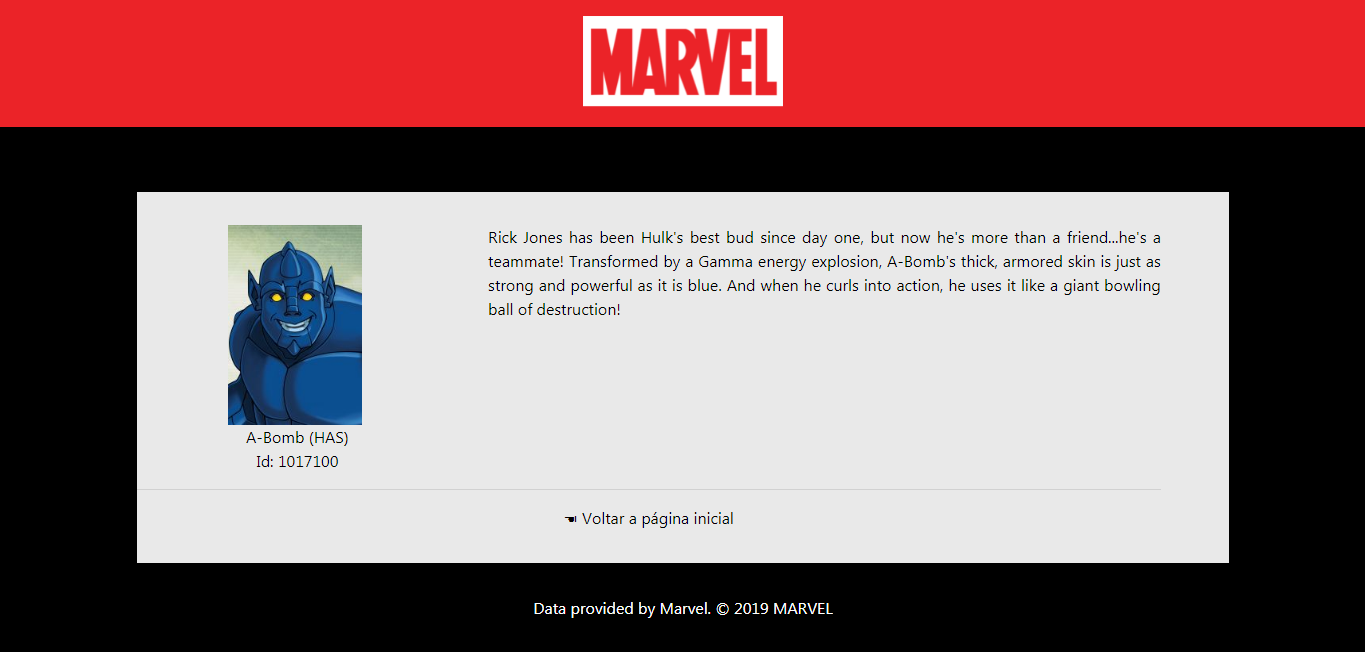 MARVEL
Rick Jones has been Hulk's best bud since day one, but now he's more than a friend...he's a
teammate! Transformed by a Gamma energy explosion, A-Bomb's thick, armored skin is just as
strong and powerful as it is blue. And when he curls into action, he uses it like a giant bowling
ball of destruction!
A-Bomb (HAS)
Id: 1017100
☚ Voltar a página inicial
Data provided by Marvel. © 2019 MARVEL